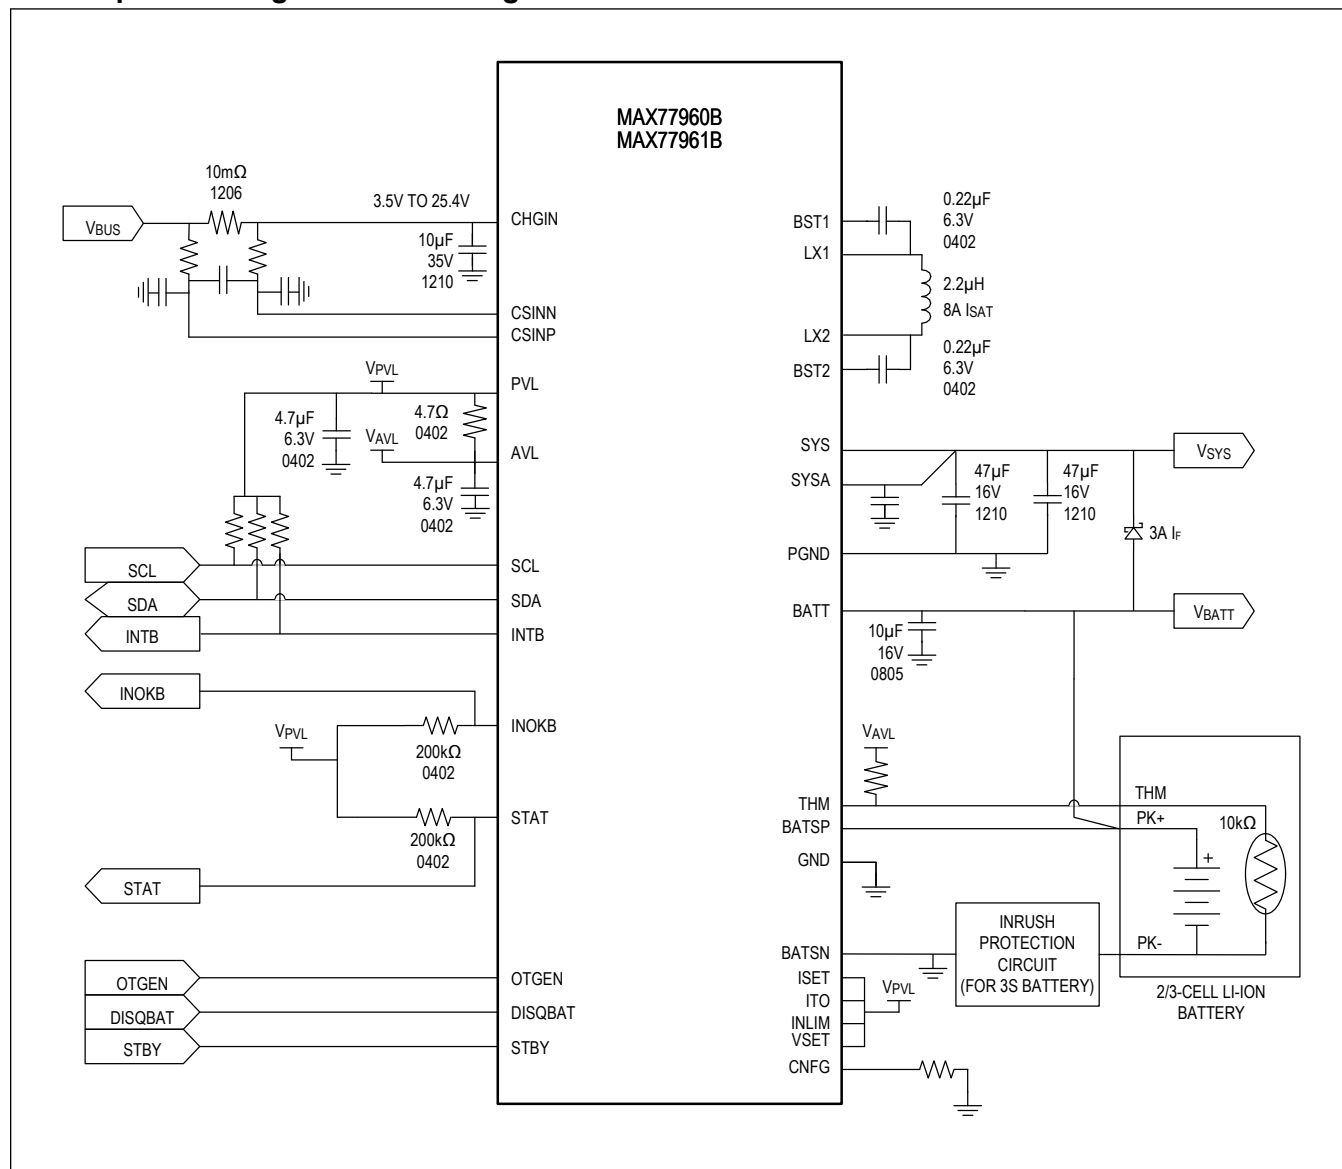 MAX77960B
MAX77961B
10mΩ
1206
VBUS
3.5V TO 25.4V
10µF
35V
1210
CHGIN
CSINN
CSINP
VPVL
PVL
4.7µF
6.3V
0402
4.7Ω
0402
VAVL
AVL
4.7µF
6.3V
0402
SCL
SCL
SDA
SDA
INTB
INTB
INOKB
INOKB
VPVL
200kΩ
0402
STAT
200kΩ
0402
STAT
OTGEN
OTGEN
DISQBAT
DISQBAT
STBY
STBY
BST1
0.22µF
6.3V
0402
LX1
2.2µH
8A ISAT
LX2
0.22µF
6.3V
0402
BST2
SYS
VSYS
SYSA
47µF
16V
1210
47µF
16V
1210
3A IF
PGND
BATT
VBATT
10µF
16V
0805
VAVL
THM
THM
BATSP
PK+
10kΩ
+
GND
BATSN
INRUSH
PROTECTION
CIRCUIT
(FOR 3S BATTERY)
PK-
2/3-CELL LI-ION
BATTERY
ISET
ITO
INLIM
VSET
VPVL
CNFG